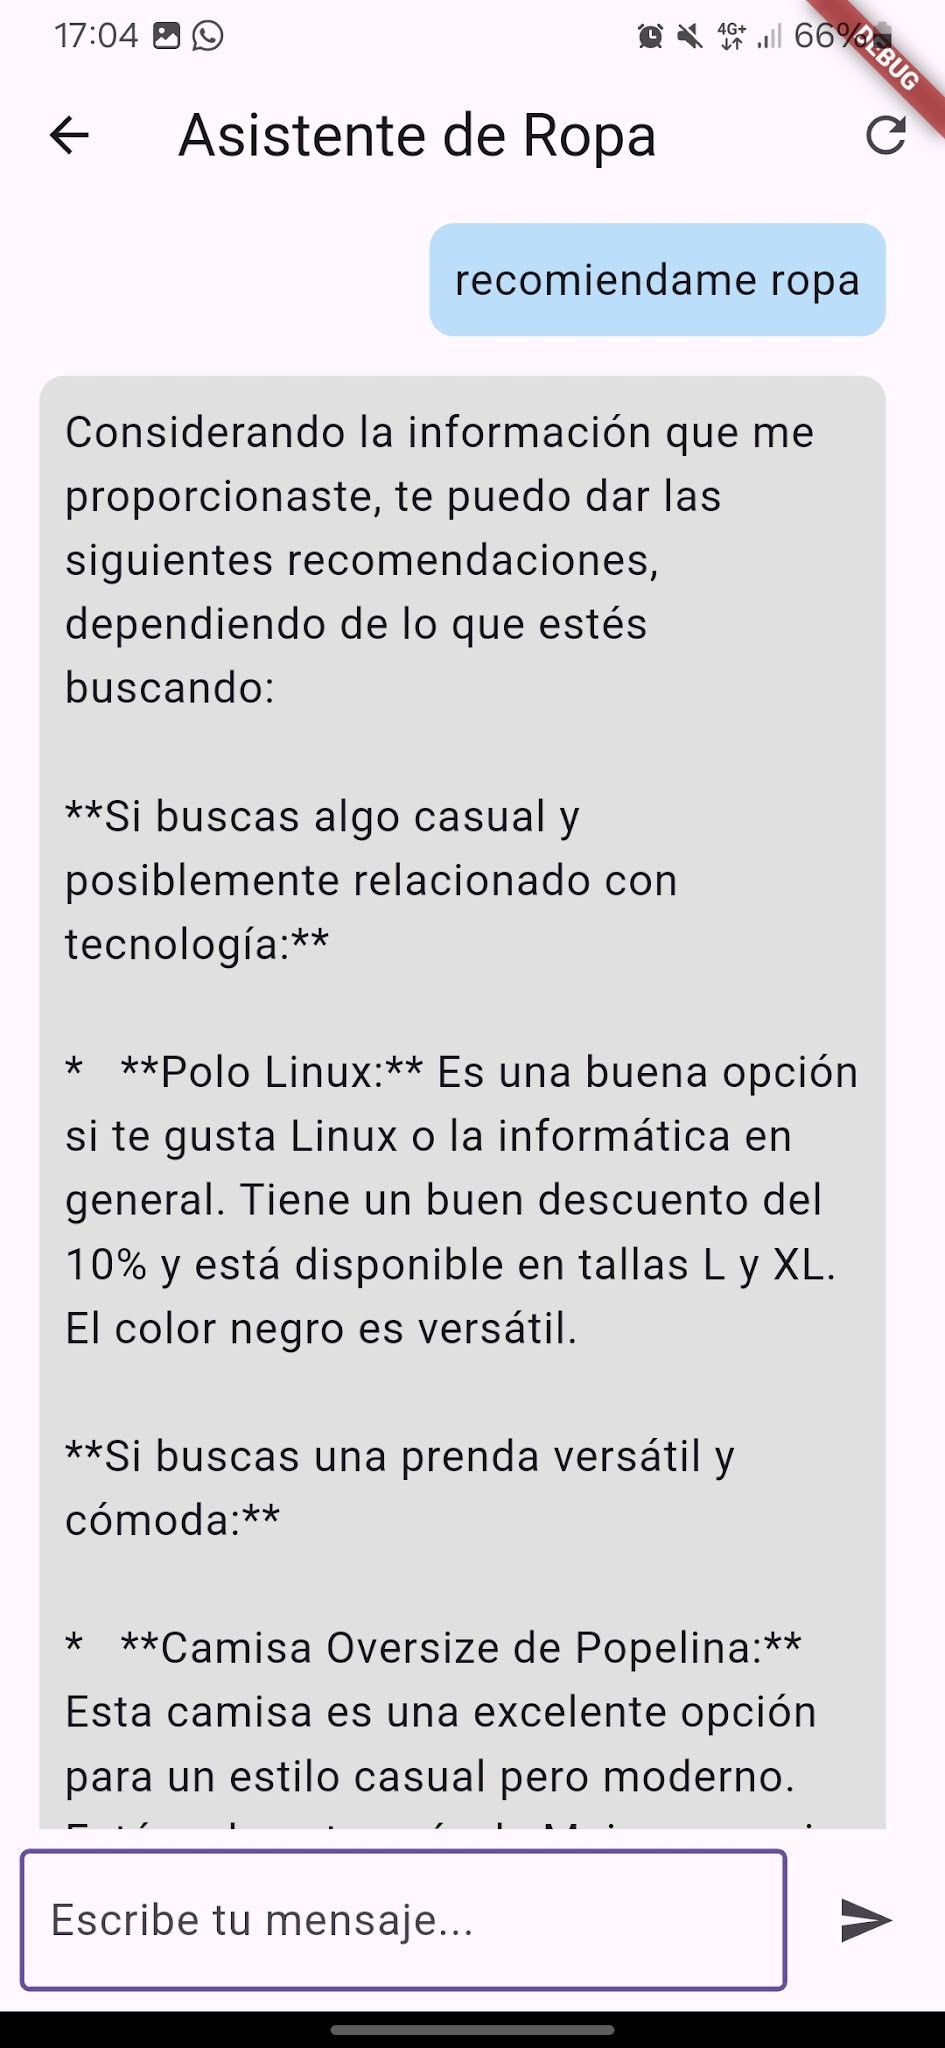 17:04
4G+ 66%
DEBUG
Asistente de Ropa
recomiendame ropa
Considerando la información que me
proporcionaste, te puedo dar las
siguientes recomendaciones,
dependiendo de lo que estés
buscando:
**Si buscas algo casual y
posiblemente relacionado con
tecnología:**
*   **Polo Linux:** Es una buena opción
si te gusta Linux o la informática en
general. Tiene un buen descuento del
10% y está disponible en tallas L y XL.
El color negro es versátil.
**Si buscas una prenda versátil y
cómoda:**
*   **Camisa Oversize de Popelina:**
Esta camisa es una excelente opción
para un estilo casual pero moderno.
Escribe tu mensaje...